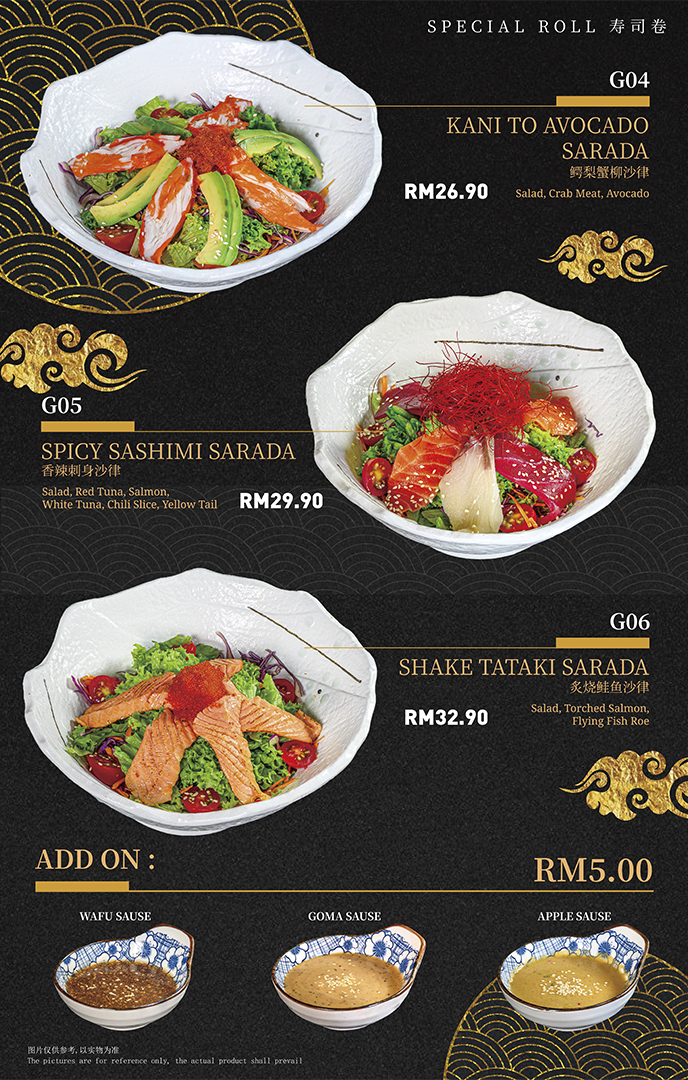 SPECIAL ROLL 寿司卷
G04
KANI TO AVOCADO
SARADA
鳄梨蟹柳沙律
RM26.90
Salad, Crab Meat, Avocado
G05
SPICY SASHIMI SARADA
香辣刺身沙律
Salad, Red Tuna, Salmon,
White Tuna, Chili Slice, Yellow Tail
RM29.90
G06
SHAKE TATAKI SARADA
炙烧鲑鱼沙律
RM32.90
Salad, Torched Salmon,
Flying Fish Roe
ADD ON :
RM5.00
WAFU SAUSE
GOMA SAUSE
APPLE SAUSE
图片仅供参考, 以实物为准
The pictures are for reference only, the actual product shall prevail